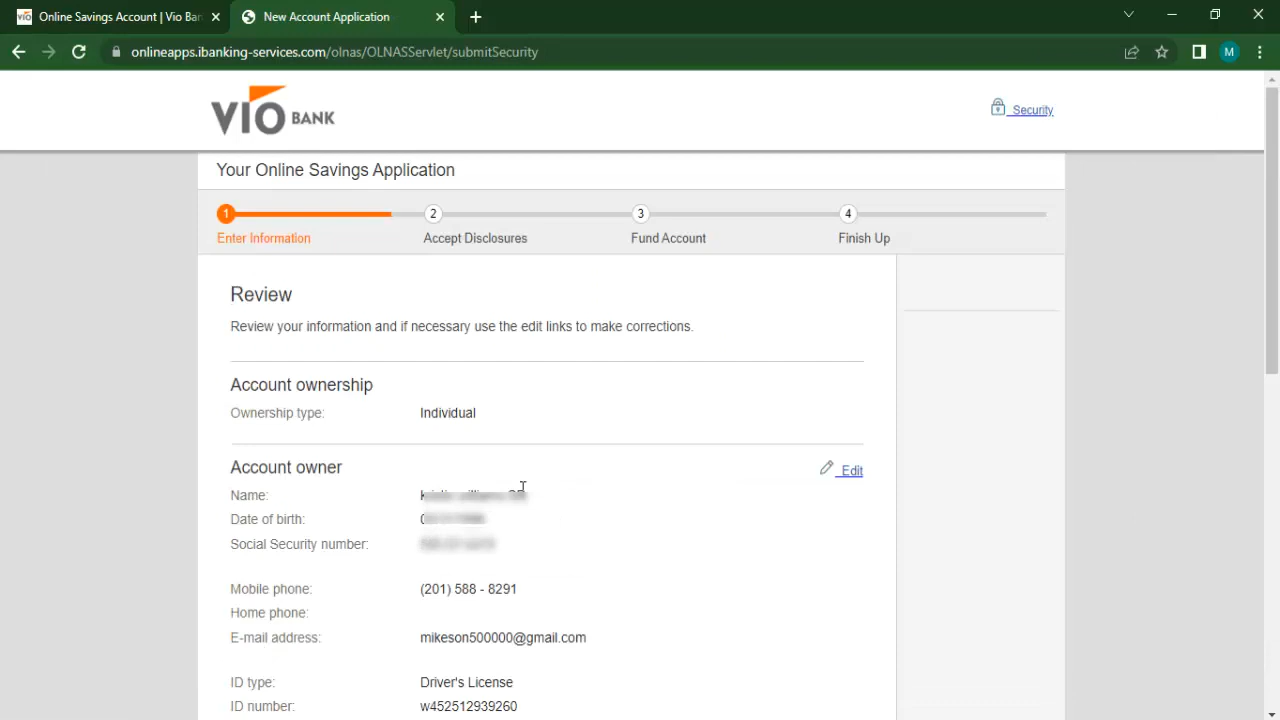 Online Savings Account | Vio Ban
New Account Application
onlineapps.ibanking-services.com/olnas/OLNASServlet/submitSecurity
M
VIO BANK
Security
Your Online Savings Application
1 2 3 4
Enter Information Accept Disclosures Fund Account Finish Up
Review
Review your information and if necessary use the edit links to make corrections.
Account ownership
Ownership type: Individual
Account owner Edit
Name:
Date of birth:
Social Security number:
Mobile phone: (201) 588 - 8291
Home phone:
E-mail address: mikeson500000@gmail.com
ID type: Driver's License
ID number: w452512939260